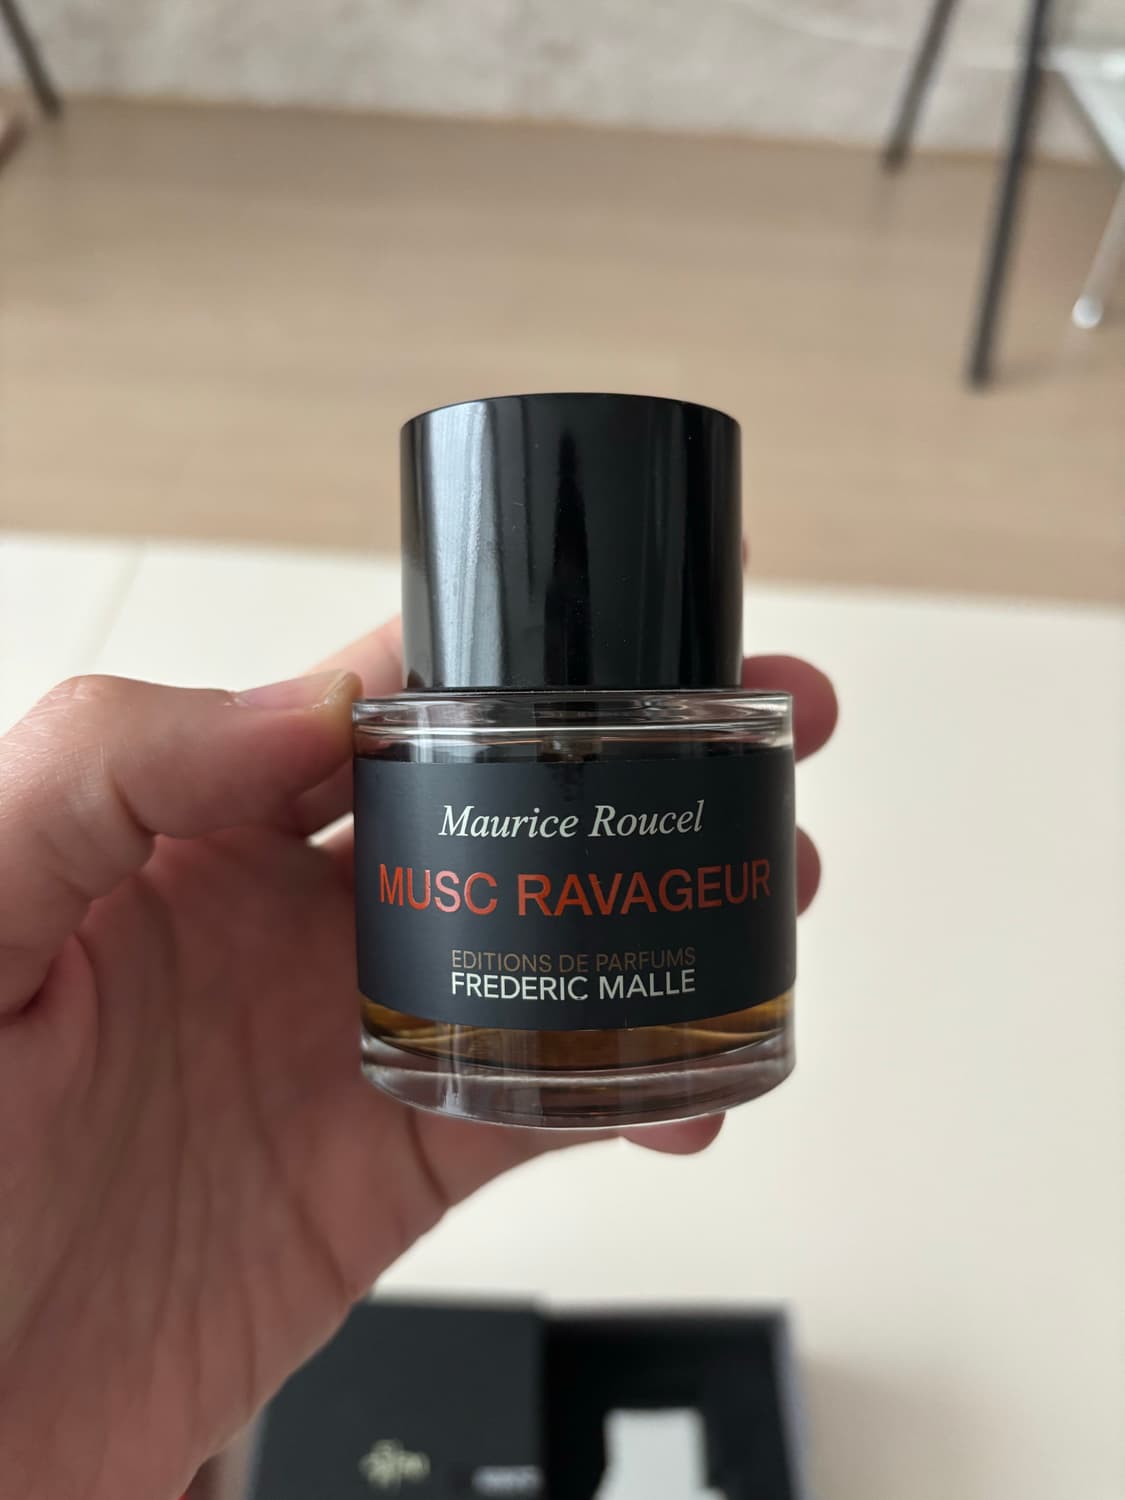 Maurice Roucel
MUSC RAVAGEUR
EDITIONS DE PARFUMS
FREDERIC MALLE